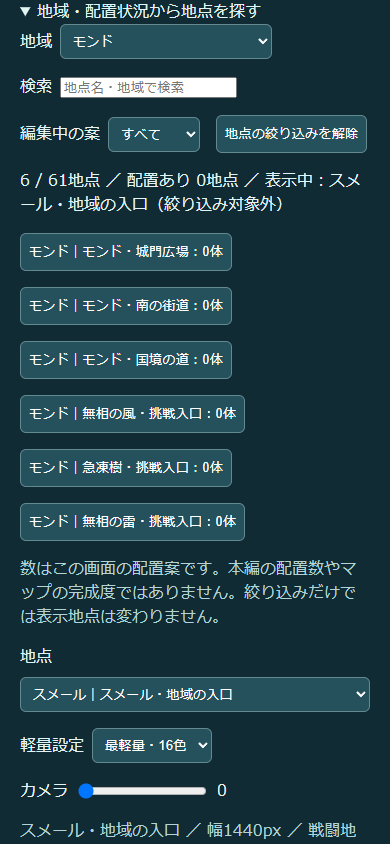 ▼ 地域・配置状況から地点を探す
地域 モンド
検索 地点名・地域で検索
編集中の案 すべて 地点の絞り込みを解除
6 / 61地点 ／ 配置あり 0地点 ／ 表示中：スメ
ール・地域の入口（絞り込み対象外）
モンド｜モンド・城門広場：0体
モンド｜モンド・南の街道：0体
モンド｜モンド・国境の道：0体
モンド｜無相の風・挑戦入口：0体
モンド｜急凍樹・挑戦入口：0体
モンド｜無相の雷・挑戦入口：0体
数はこの画面の配置案です。本編の配置数やマ
ップの完成度ではありません。絞り込みだけで
は表示地点は変わりません。
地点
スメール｜スメール・地域の入口
軽量設定 最軽量・16色
カメラ 0
スメール・地域の入口 ／ 幅1440px ／ 戦闘地